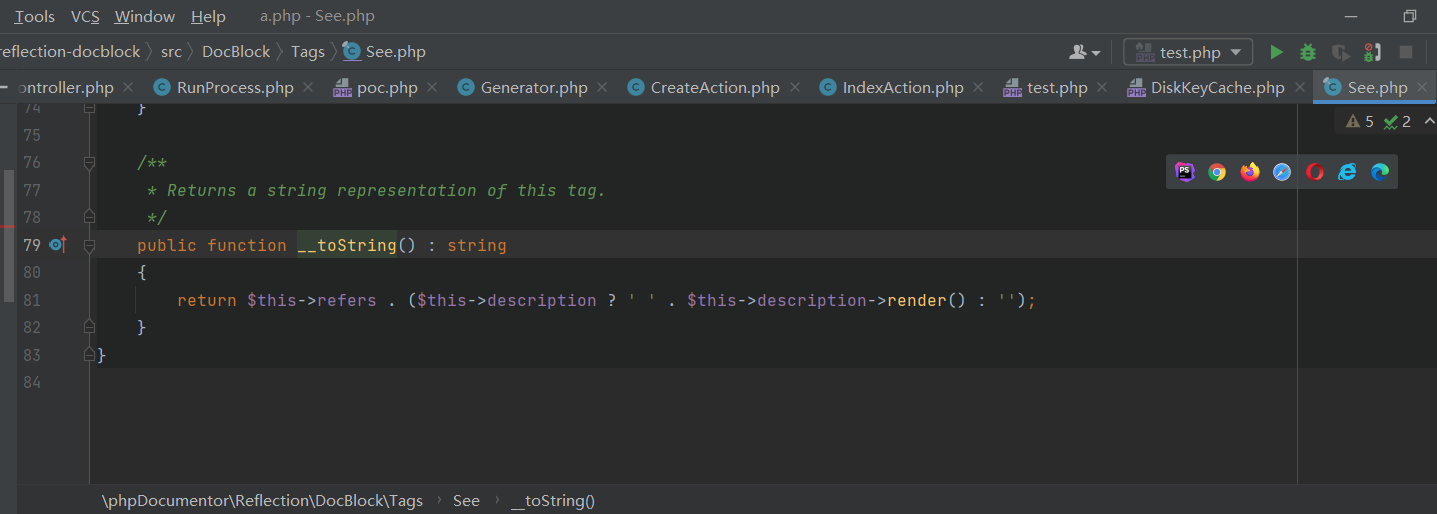 Tools VCS Window Help a.php - See.php
reflection-docblock src DocBlock Tags See.php test.php
ontroller.php RunProcess.php poc.php Generator.php CreateAction.php IndexAction.php test.php DiskKeyCache.php See.php
74 }
5 2
75
76 /**
77 * Returns a string representation of this tag.
78 */
79 public function __toString() : string
80 {
81 return $this->refers . ($this->description ? ' ' . $this->description->render() : '');
82 }
83 }
84
\phpDocumentor\Reflection\DocBlock\Tags › See › __toString()